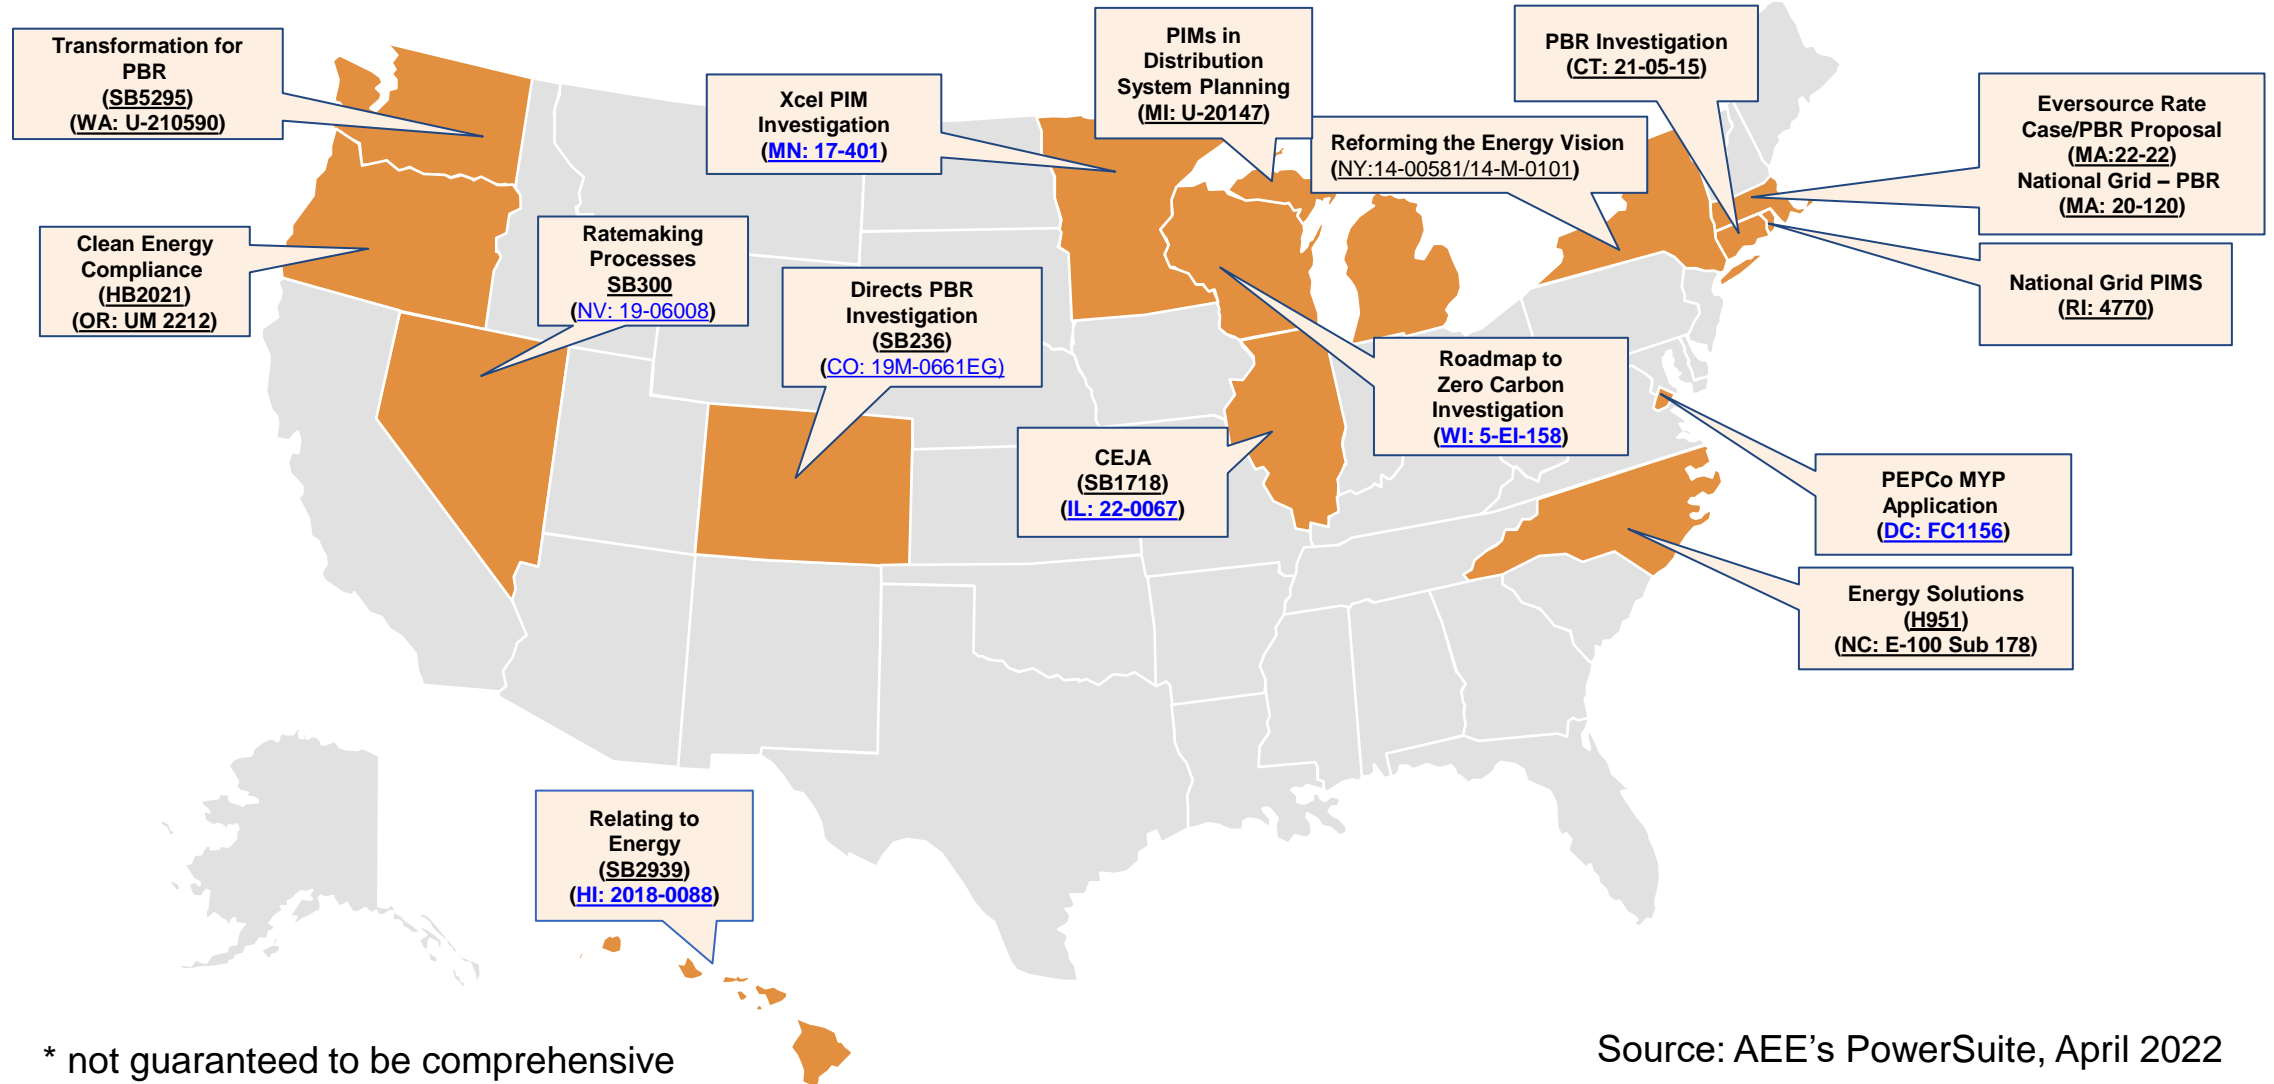 Transformation for
PBR
(SB5295)
(WA: U-210590)
Clean Energy
Compliance
(HB2021)
(OR: UM 2212)
Ratemaking
Processes
SB300
(NV: 19-06008)
Xcel PIM
Investigation
(MN: 17-401)
Directs PBR
Investigation
(SB236)
(CO: 19M-0661EG)
PIMs in
Distribution
System Planning
(MI: U-20147)
Reforming the Energy Vision
(NY:14-00581/14-M-0101)
PBR Investigation
(CT: 21-05-15)
Eversource Rate
Case/PBR Proposal
(MA:22-22)
National Grid – PBR
(MA: 20-120)
National Grid PIMS
(RI: 4770)
Roadmap to
Zero Carbon
Investigation
(WI: 5-EI-158)
CEJA
(SB1718)
(IL: 22-0067)
PEPCo MYP
Application
(DC: FC1156)
Energy Solutions
(H951)
(NC: E-100 Sub 178)
Relating to
Energy
(SB2939)
(HI: 2018-0088)
* not guaranteed to be comprehensive
Source: AEE’s PowerSuite, April 2022